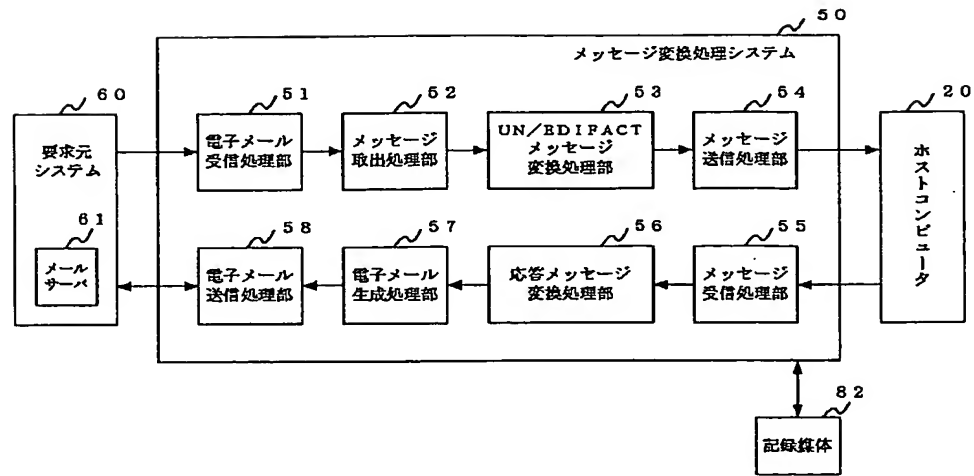 50
メッセージ変換処理システム
60
要求元
システム
61
メール
サーバ
51
電子メール
受信処理部
52
メッセージ
取出処理部
53
UN/EDIFACT
メッセージ
変換処理部
54
メッセージ
送信処理部
20
ホストコンピュータ
58
電子メール
送信処理部
57
電子メール
生成処理部
56
応答メッセージ
変換処理部
55
メッセージ
受信処理部
82
記録媒体